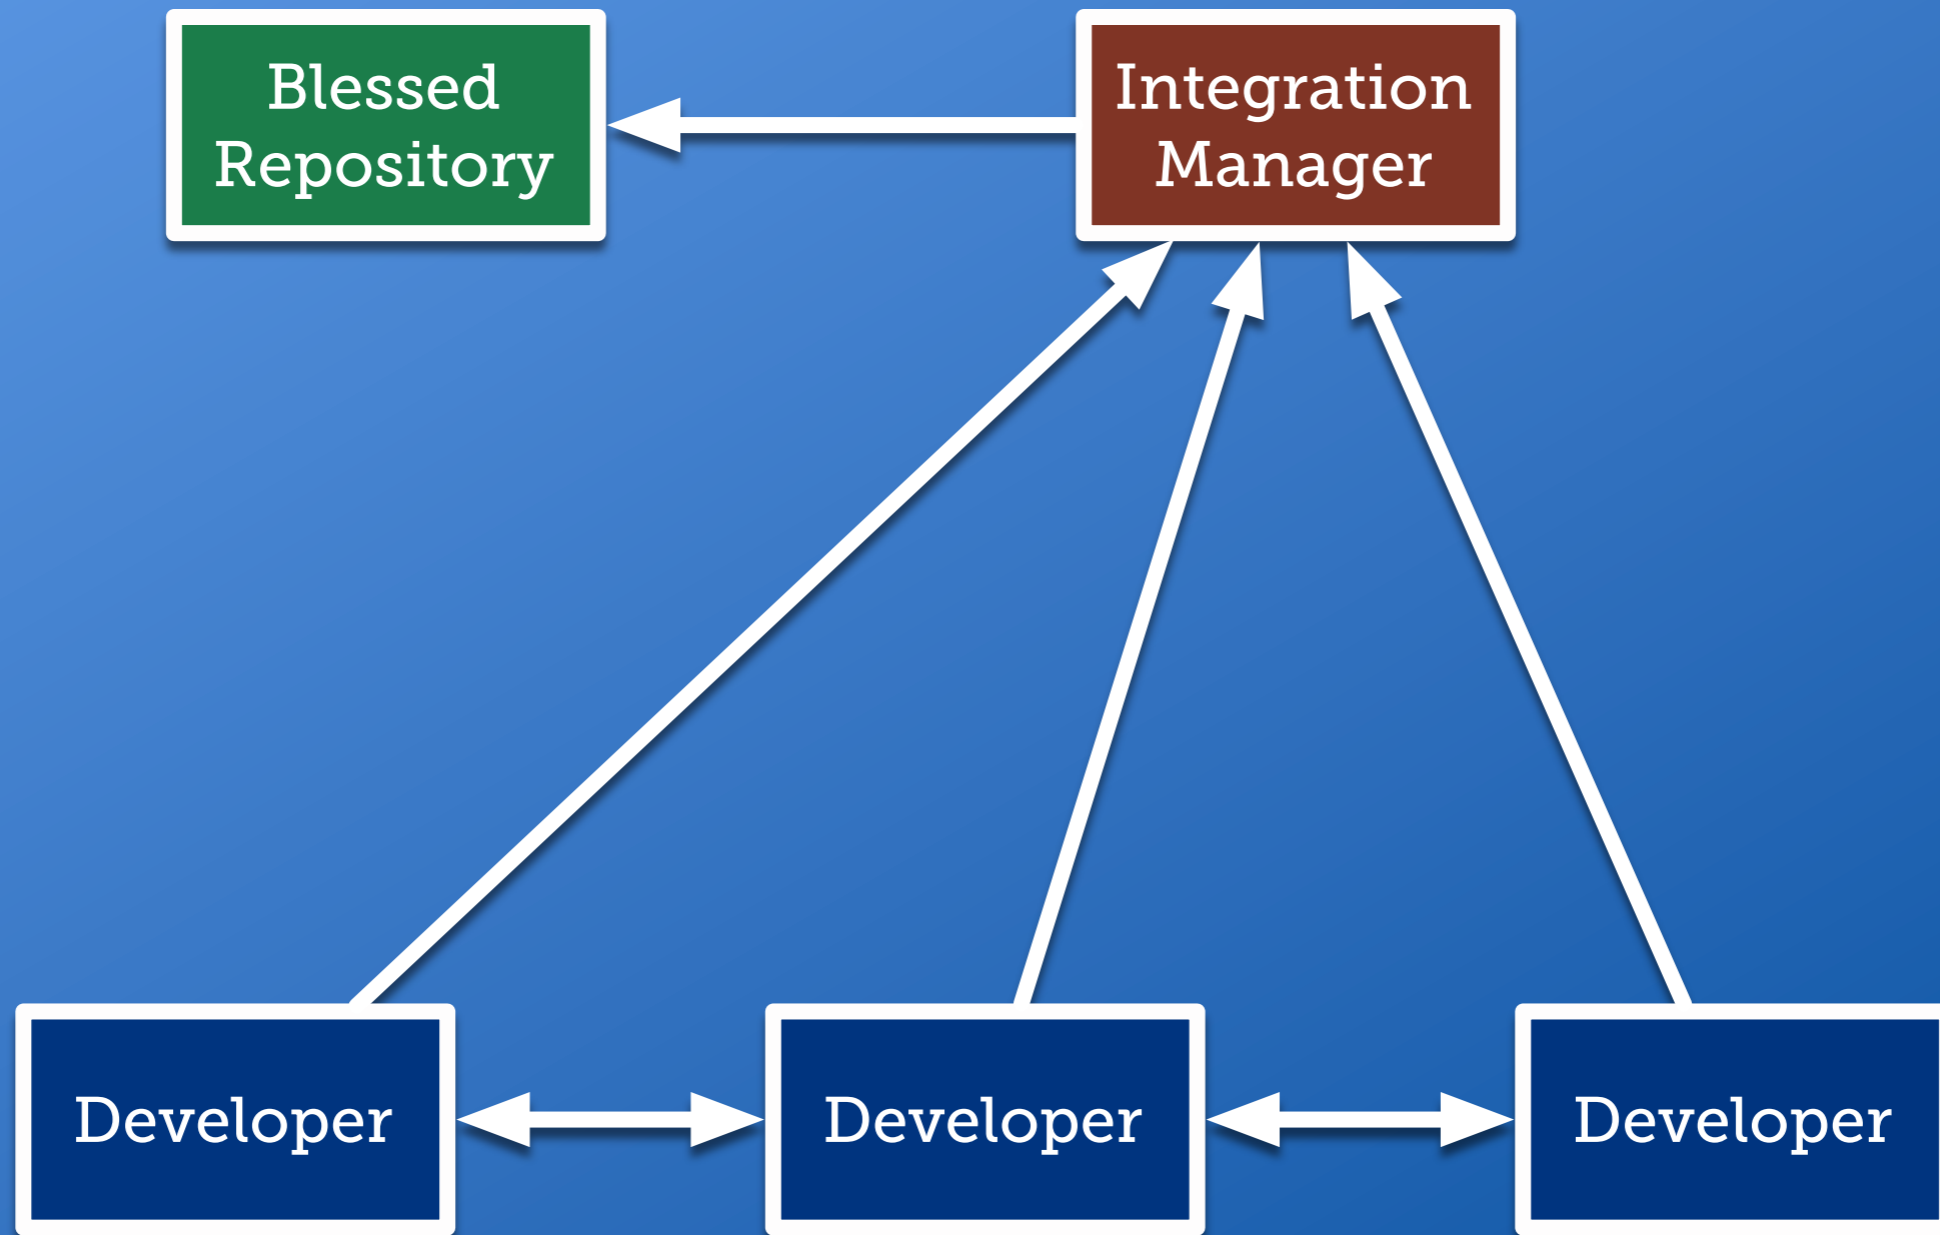 Blessed
Repository
Integration
Manager
Developer
Developer
Developer